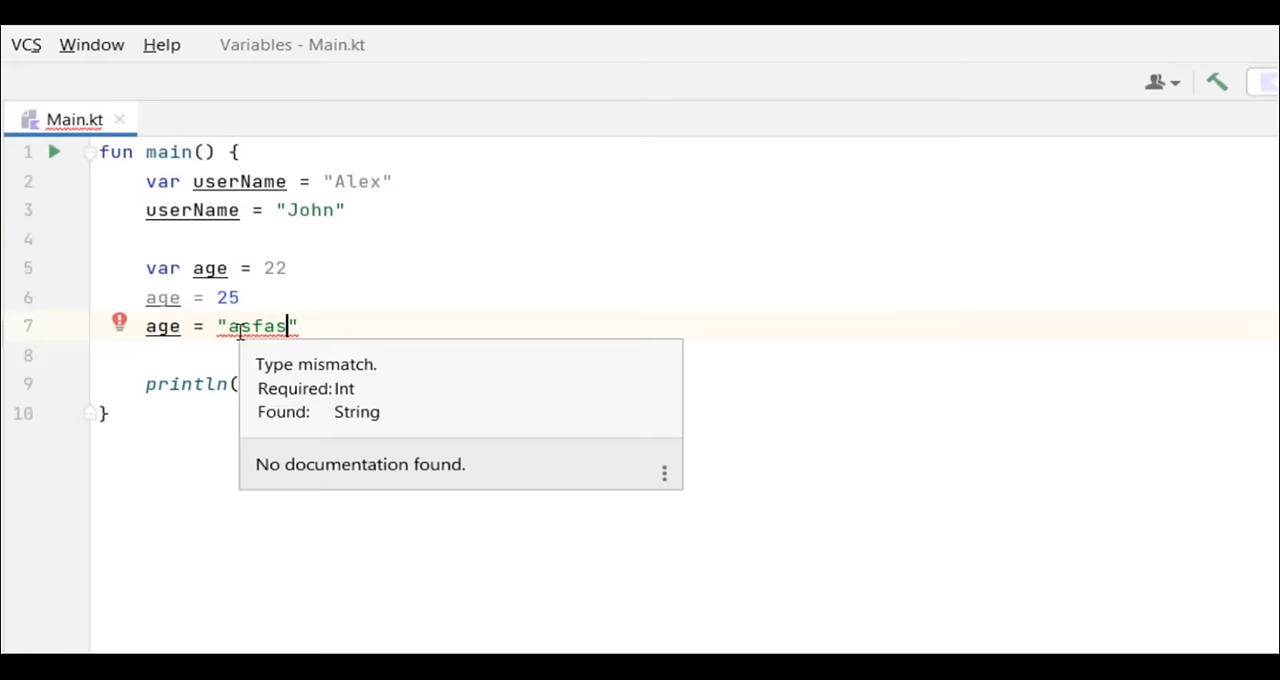 VCS Window Help Variables - Main.kt
Main.kt
1 fun main() {
2 var userName = "Alex"
3 userName = "John"
4
5 var age = 22
6 age = 25
7 age = "asfas"
8
9 println(
10 }
Type mismatch.
Required: Int
Found: String
No documentation found.